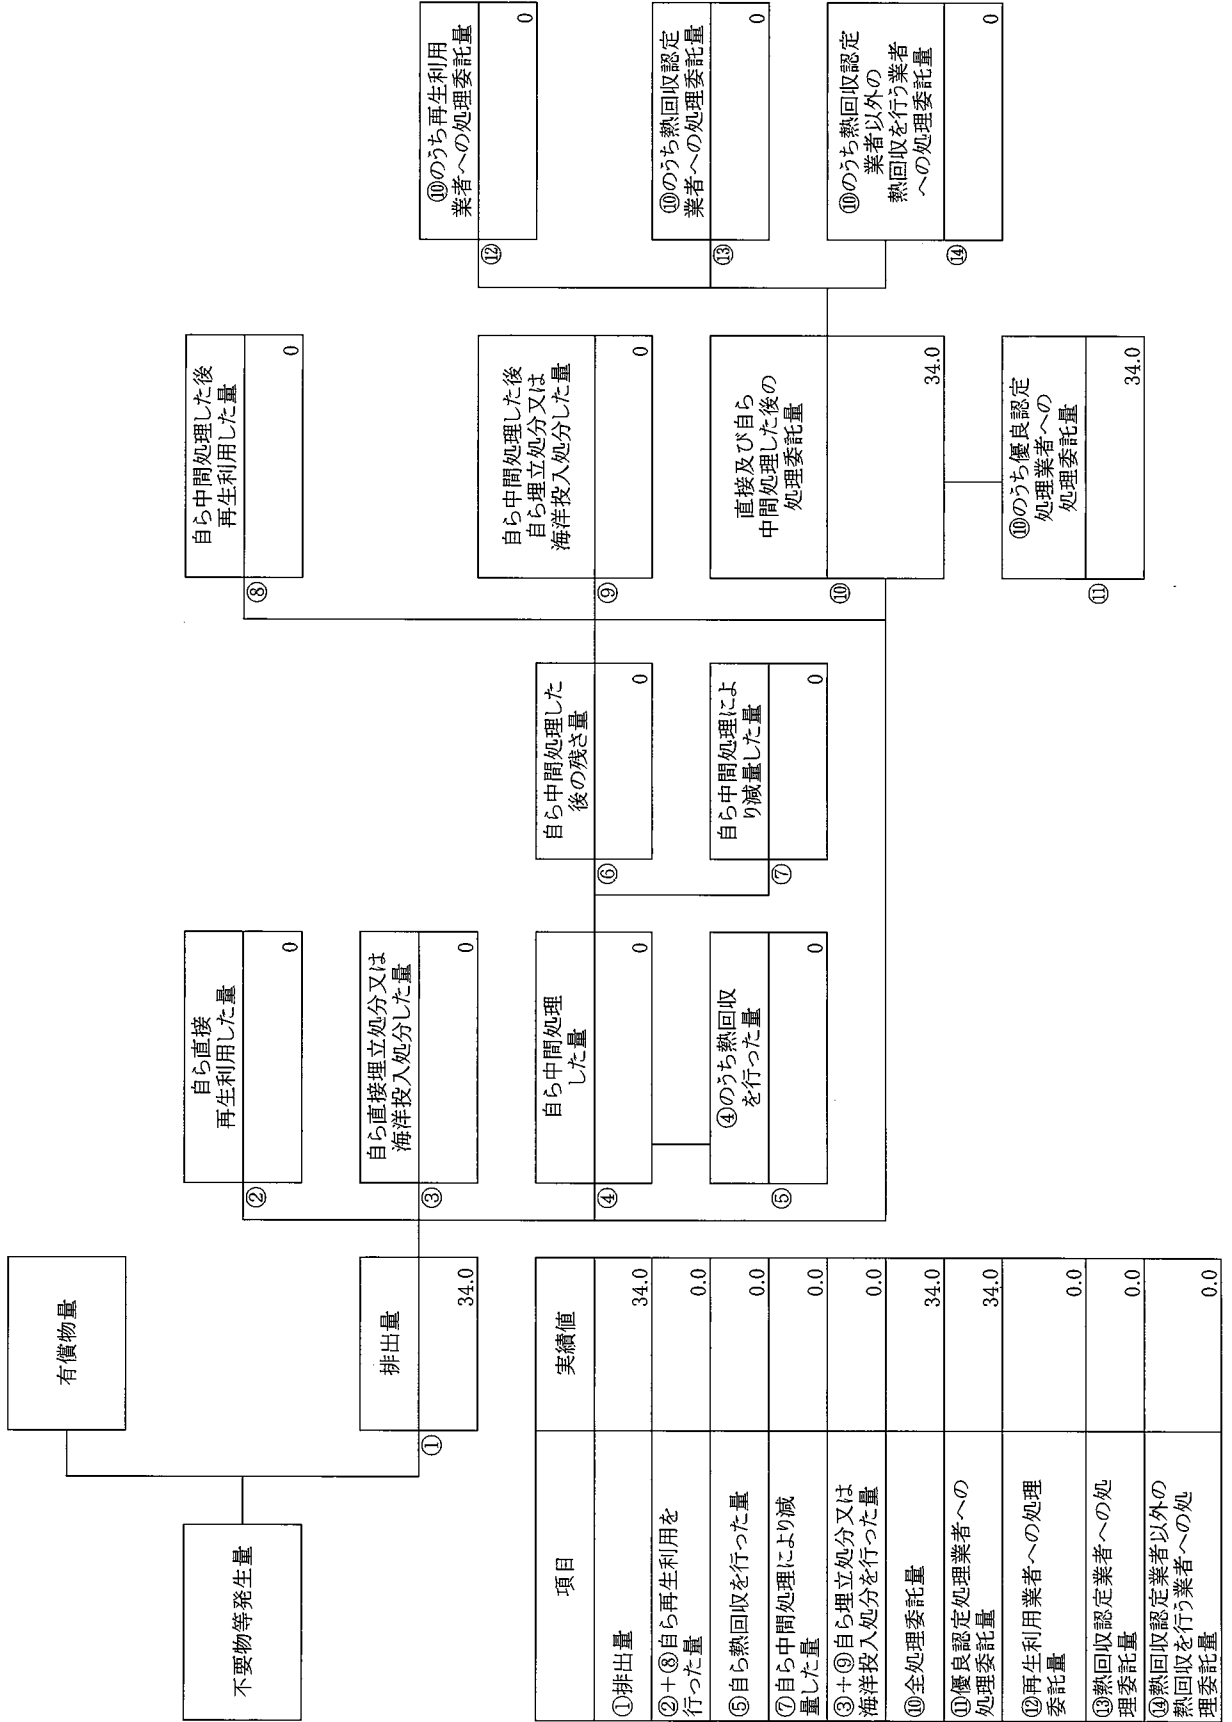 不要物等発生量
有償物量
①
排出量
34.0
②
自ら直接
再生利用した量
0
③
自ら直接埋立処分又は
海洋投入処分した量
0
④
自ら中間処理
した量
0
⑤
④のうち熱回収
を行った量
0
⑥
自ら中間処理した
後の残さ量
0
⑦
自ら中間処理によ
り減量した量
0
⑧
自ら中間処理した後
再生利用した量
0
⑨
自ら中間処理した後
自ら埋立処分又は
海洋投入処分した量
0
⑩
直接及び自ら
中間処理した後の
処理委託量
34.0
⑪
⑩のうち優良認定
処理業者への
処理委託量
34.0
⑫
⑩のうち再生利用
業者への処理委託量
0
⑬
⑩のうち熱回収認定
業者への処理委託量
0
⑭
⑩のうち熱回収認定
業者以外の
熱回収を行う業者
への処理委託量
0
項目 実績値
①排出量 34.0
②+⑧自ら再生利用を
行った量 0.0
⑤自ら熱回収を行った量 0.0
⑦自ら中間処理により減
量した量 0.0
③+⑨自ら埋立処分又は
海洋投入処分を行った量 0.0
⑩全処理委託量 34.0
⑪優良認定処理業者への
処理委託量 34.0
⑫再生利用業者への処理
委託量 0.0
⑬熱回収認定業者への処
理委託量 0.0
⑭熱回収認定業者以外の
熱回収を行う業者への処
理委託量 0.0